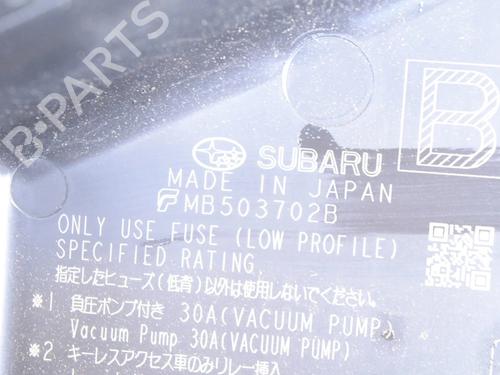 B-PARTS
B
SUBARU
MADE IN JAPAN
MB503702B
ONLY USE FUSE (LOW PROFILE)
SPECIFIED RATING.
指定したヒューズ(低背)以外は使用しないでください。
※1 負圧ポンプ付き 30A(VACUUM PUMP)
Vacuum Pump 30A(VACUUM PUMP)
※2 キーレスアクセス車のみリレー挿入